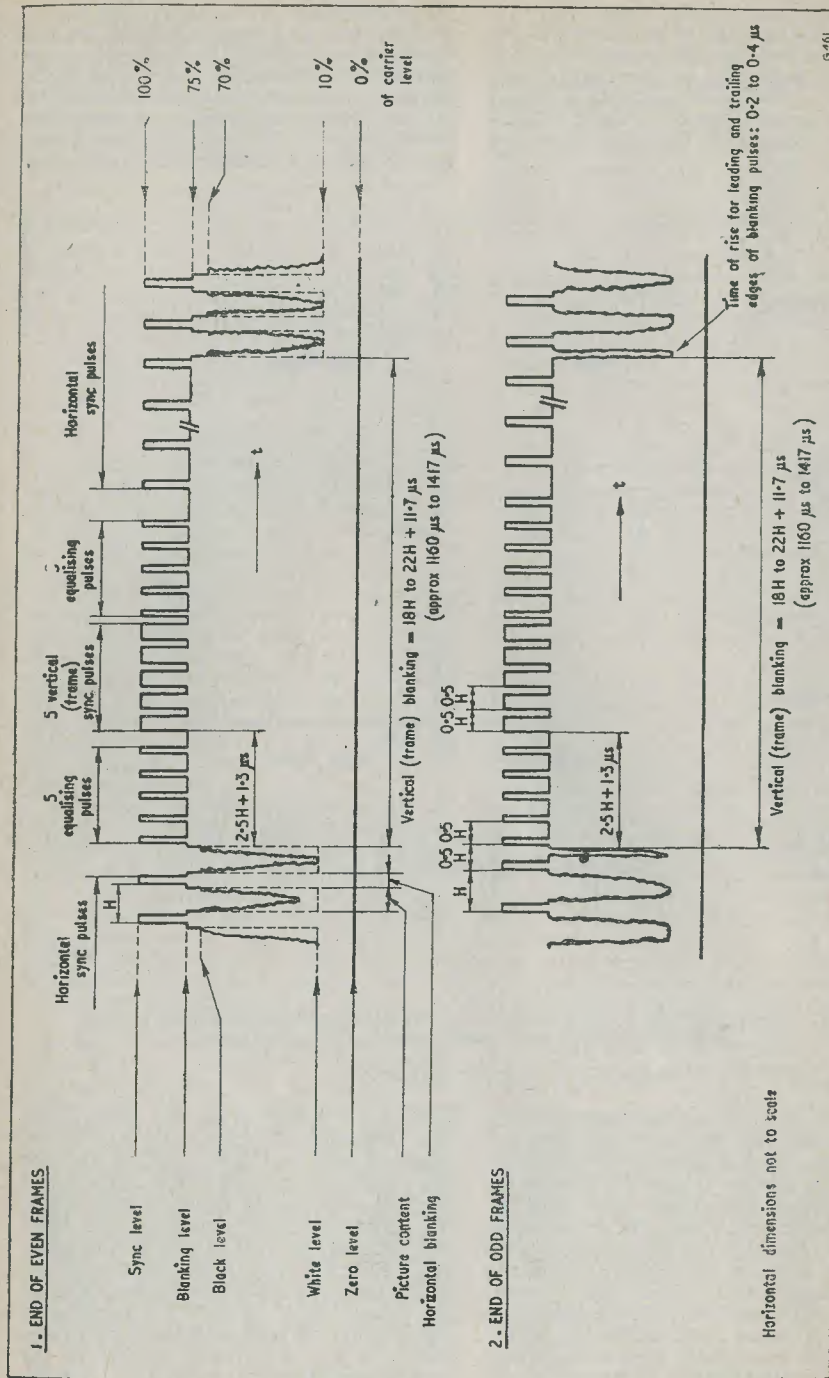 1. END OF EVEN FRAMES
Sync level
Blanking level
Black level
White level
Zero level
Picture content
Horizontal blanking
Horizontal
sync pulses
H
5
equalising
pulses
5 vertical
(frame)
sync pulses
equalising
pulses
Horizontal
sync pulses
100%
75%
70%
10%
0%
of carrier
level
2·5H + 1·3 µs
t
Vertical (frame) blanking = 18H to 22H + 11·7 µs
(approx 1160 µs to 1417 µs)
2. END OF ODD FRAMES
H
0·5 0·5
H H
0·5 0·5
H H
2·5H + 1·3 µs
t
Vertical (frame) blanking = 18H to 22H + 11·7 µs
(approx 1160 µs to 1417 µs)
Time of rise for leading and trailing
edges of blanking pulses: 0·2 to 0·4 µs
Horizontal dimensions not to scale